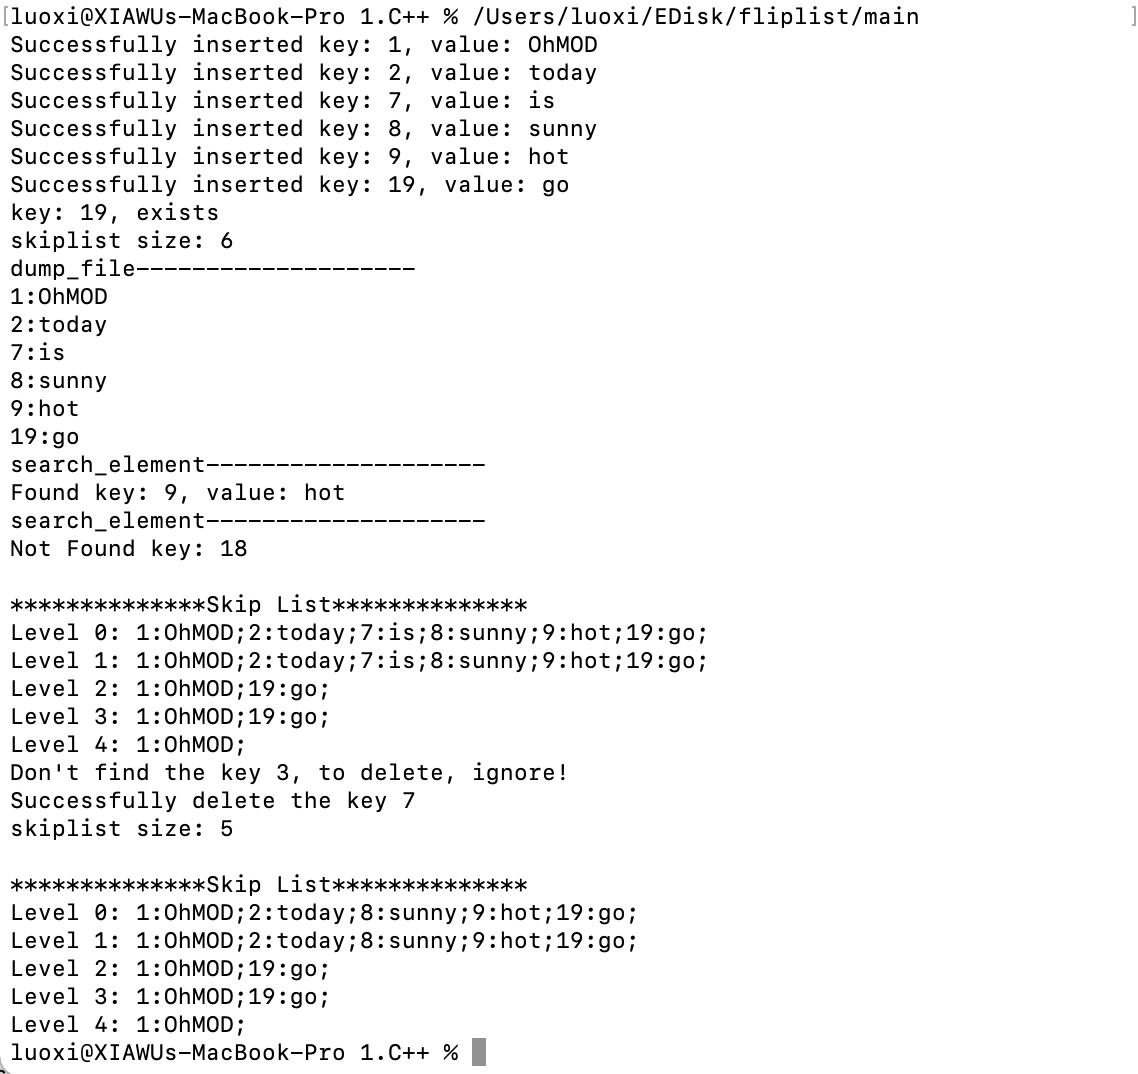 luoxi@XIAWUs-MacBook-Pro 1.C++ % /Users/luoxi/EDisk/fliplist/main
Successfully inserted key: 1, value: OhMOD
Successfully inserted key: 2, value: today
Successfully inserted key: 7, value: is
Successfully inserted key: 8, value: sunny
Successfully inserted key: 9, value: hot
Successfully inserted key: 19, value: go
key: 19, exists
skiplist size: 6
dump_file--------------------
1:OhMOD
2:today
7:is
8:sunny
9:hot
19:go
search_element--------------------
Found key: 9, value: hot
search_element--------------------
Not Found key: 18

**************Skip List**************
Level 0: 1:OhMOD;2:today;7:is;8:sunny;9:hot;19:go;
Level 1: 1:OhMOD;2:today;7:is;8:sunny;9:hot;19:go;
Level 2: 1:OhMOD;19:go;
Level 3: 1:OhMOD;19:go;
Level 4: 1:OhMOD;
Don't find the key 3, to delete, ignore!
Successfully delete the key 7
skiplist size: 5

**************Skip List**************
Level 0: 1:OhMOD;2:today;8:sunny;9:hot;19:go;
Level 1: 1:OhMOD;2:today;8:sunny;9:hot;19:go;
Level 2: 1:OhMOD;19:go;
Level 3: 1:OhMOD;19:go;
Level 4: 1:OhMOD;
luoxi@XIAWUs-MacBook-Pro 1.C++ %